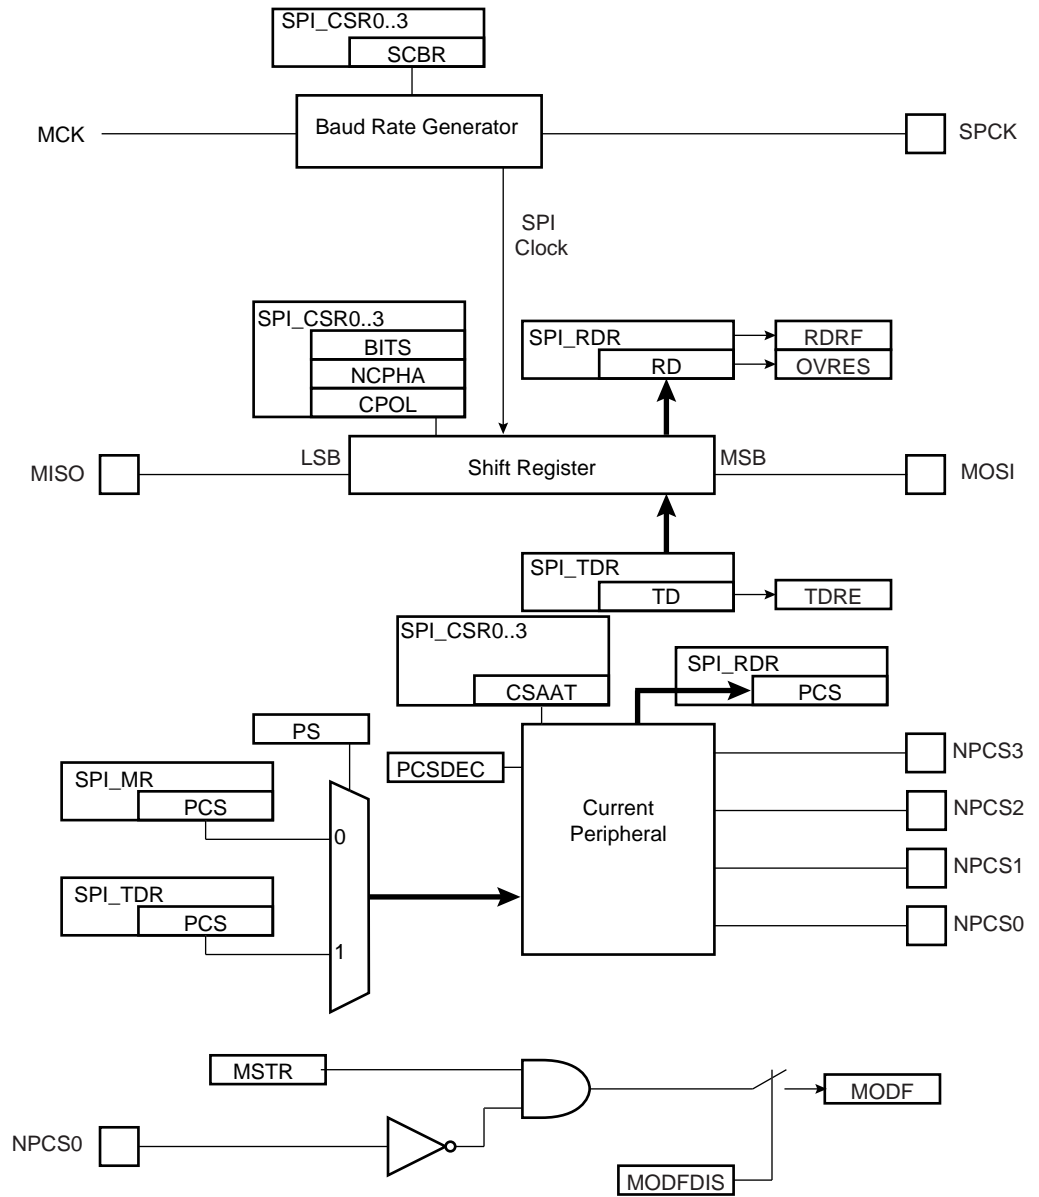 SPI_CSR0..3
SCBR
MCK
Baud Rate Generator
SPCK
SPI
Clock
SPI_CSR0..3
BITS
NCPHA
CPOL
SPI_RDR
RD
RDRF
OVRES
MISO
LSB
Shift Register
MSB
MOSI
SPI_TDR
TD
TDRE
SPI_CSR0..3
CSAAT
SPI_RDR
PCS
PS
PCSDEC
SPI_MR
PCS
0
SPI_TDR
PCS
1
Current
Peripheral
NPCS3
NPCS2
NPCS1
NPCS0
MSTR
MODF
NPCS0
MODFDIS